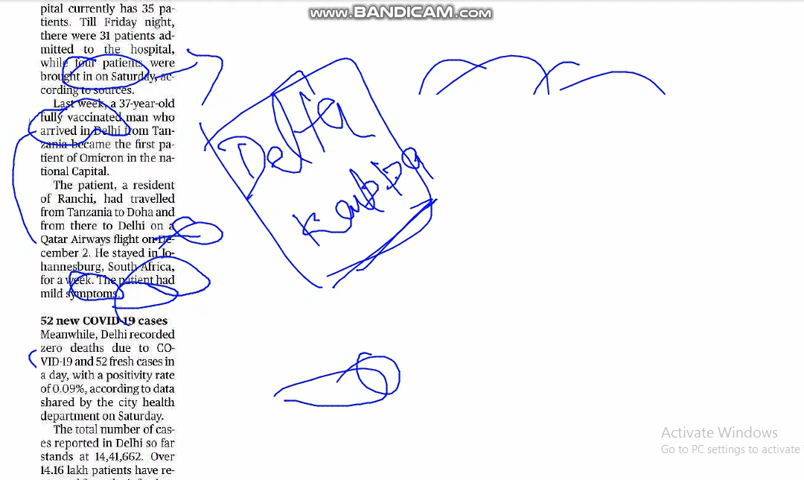 www.BANDICAM.com
pital currently has 35 pa-
tients. Till Friday night,
there were 31 patients ad-
mitted to the hospital,
while four patients were
brought in on Saturday, ac-
cording to sources.
Last week, a 37-year-old
fully vaccinated man who
arrived in Delhi from Tan-
zania became the first pa-
tient of Omicron in the na-
tional Capital.
The patient, a resident
of Ranchi, had travelled
from Tanzania to Doha and
from there to Delhi on a
Qatar Airways flight on De-
cember 2. He stayed in Jo-
hannesburg, South Africa,
for a week. The patient had
mild symptoms.
52 new COVID-19 cases
Meanwhile, Delhi recorded
zero deaths due to CO-
VID-19 and 52 fresh cases in
a day, with a positivity rate
of 0.09%, according to data
shared by the city health
department on Saturday.
The total number of cas-
es reported in Delhi so far
stands at 14,41,662. Over
14.16 lakh patients have re-
Delta
Kappa
Activate Windows
Go to PC settings to activate